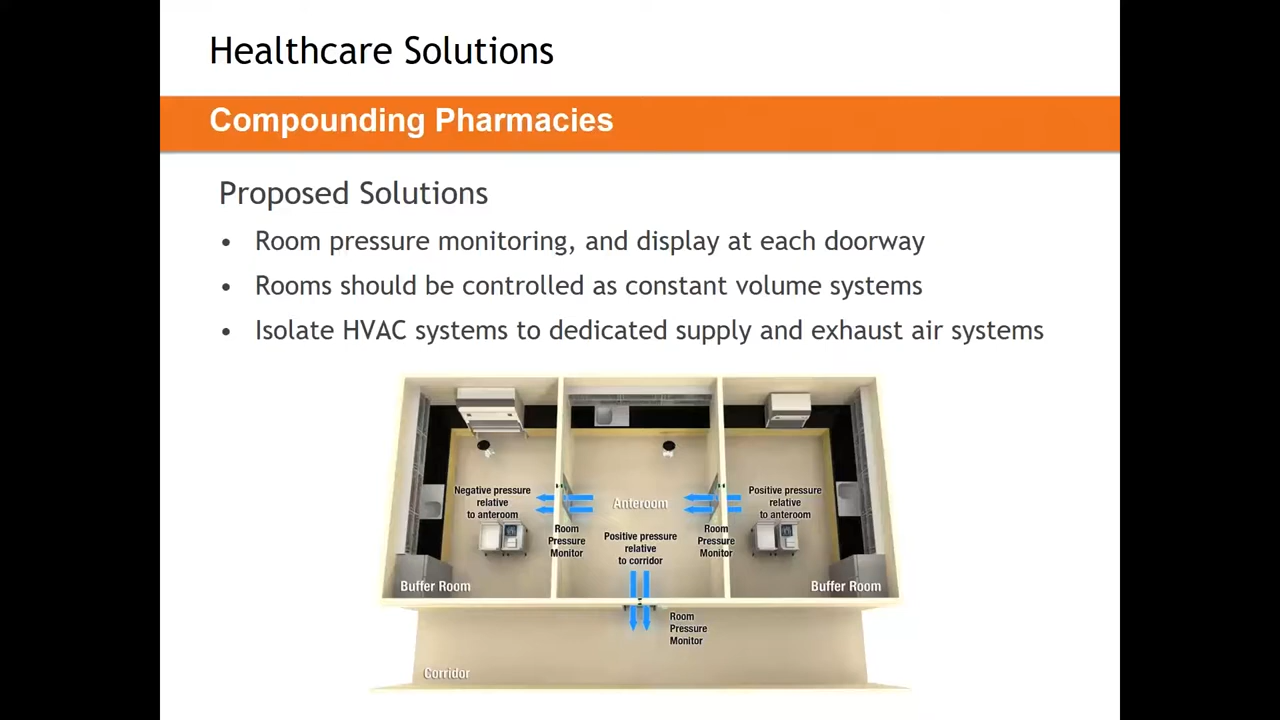 Healthcare Solutions
Compounding Pharmacies
Proposed Solutions
• Room pressure monitoring, and display at each doorway
• Rooms should be controlled as constant volume systems
• Isolate HVAC systems to dedicated supply and exhaust air systems
Negative pressure
relative
to anteroom
Room
Pressure
Monitor
Buffer Room
Anteroom
Positive pressure
relative
to corridor
Room
Pressure
Monitor
Positive pressure
relative
to anteroom
Buffer Room
Room
Pressure
Monitor
Corridor